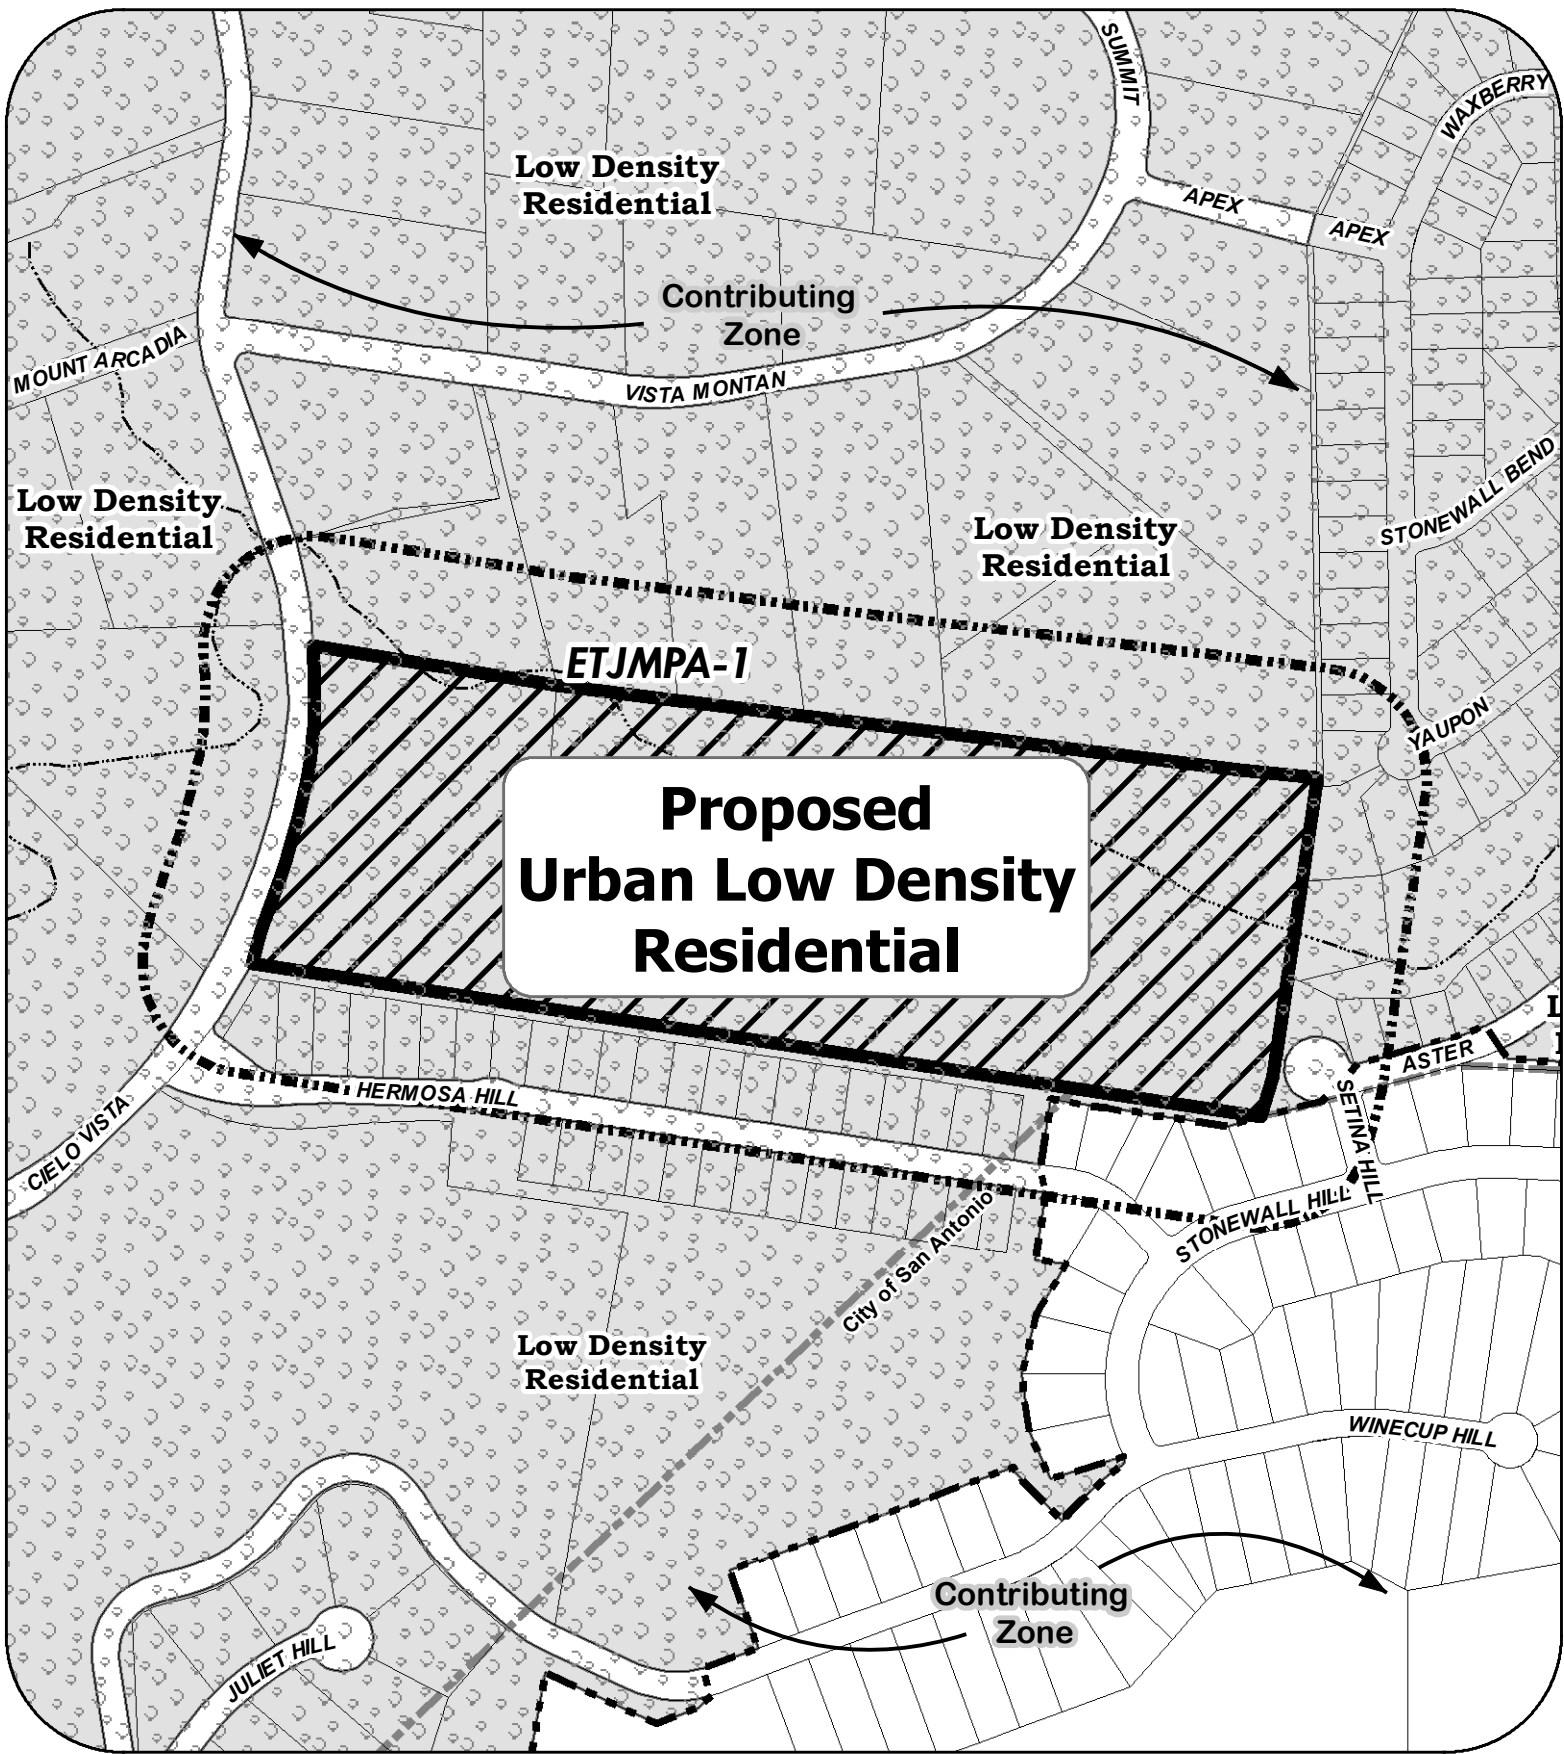 SUMMIT
WAXBERRY
Low Density
Residential
APEX
APEX
Contributing
Zone
MOUNT ARCADIA
VISTA MONTAN
STONEWALL BEND
Low Density
Residential
Low Density
Residential
ETJMPA-1
YAUPON
Proposed
Urban Low Density
Residential
ASTER
HERMOSA HILL
SETINA HILL
CIELO VISTA
STONEWALL HILL
City of San Antonio
Low Density
Residential
WINECUP HILL
Contributing
Zone
JULIET HILL